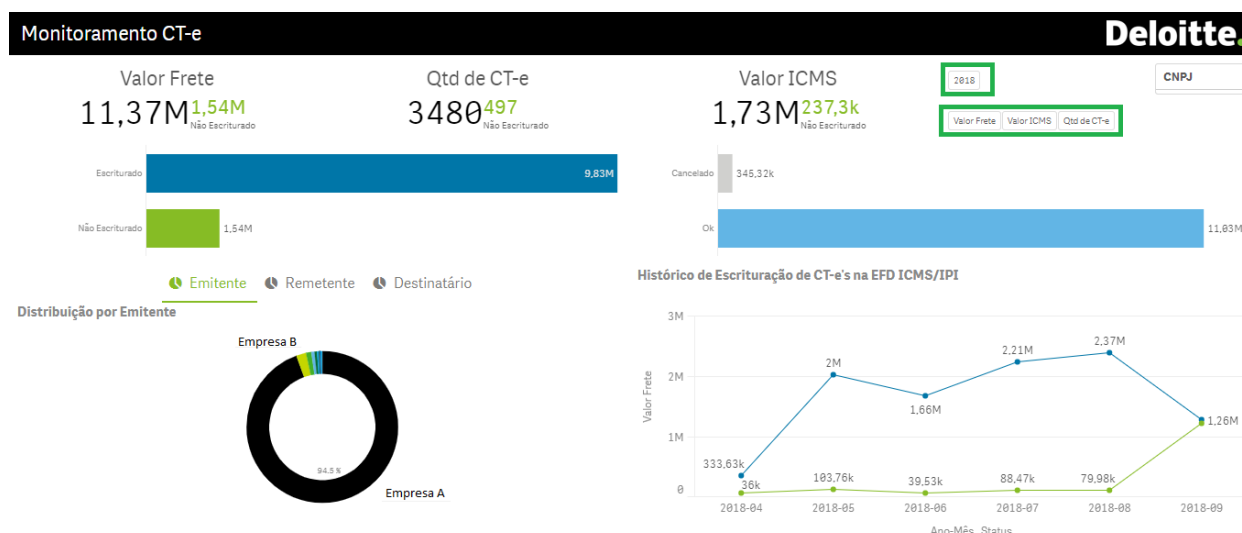 Monitoramento CT-e
Deloitte.
Valor Frete
11,37M 1,54M
Não Escriturado
Qtd de CT-e
3480 497
Não Escriturado
Valor ICMS
1,73M 237,3k
Não Escriturado
2018
CNPJ
Valor Frete Valor ICMS Qtd de CT-e
Escriturado 9,83M
Não Escriturado 1,54M
Cancelado 345,32k
Ok 11,03M
Emitente Remetente Destinatário
Distribuição por Emitente
Empresa B
94.5 %
Empresa A
Histórico de Escrituração de CT-e's na EFD ICMS/IPI
Valor Frete
3M
2M
1M
0
333,63k
2M
1,66M
2,21M
2,37M
1,26M
36k
103,76k
39,53k
88,47k
79,98k
2018-04 2018-05 2018-06 2018-07 2018-08 2018-09
Ano-Mês, Status